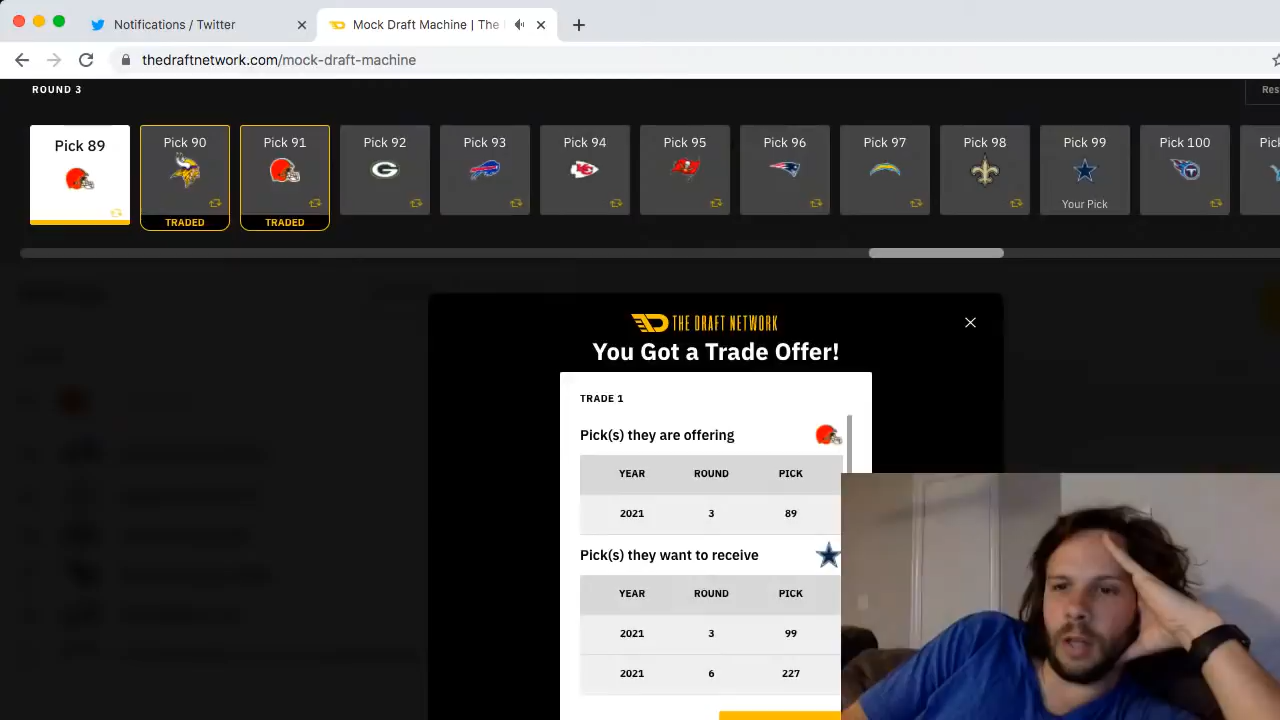 Notifications / Twitter
Mock Draft Machine | The
thedraftnetwork.com/mock-draft-machine
ROUND 3
Res
Pick 89
Pick 90
Pick 91
Pick 92
Pick 93
Pick 94
Pick 95
Pick 96
Pick 97
Pick 98
Pick 99
Pick 100
Your Pick
TRADED
TRADED
THE DRAFT NETWORK
You Got a Trade Offer!
TRADE 1
Pick(s) they are offering
YEAR ROUND PICK
2021 3 89
Pick(s) they want to receive
YEAR ROUND PICK
2021 3 99
2021 6 227